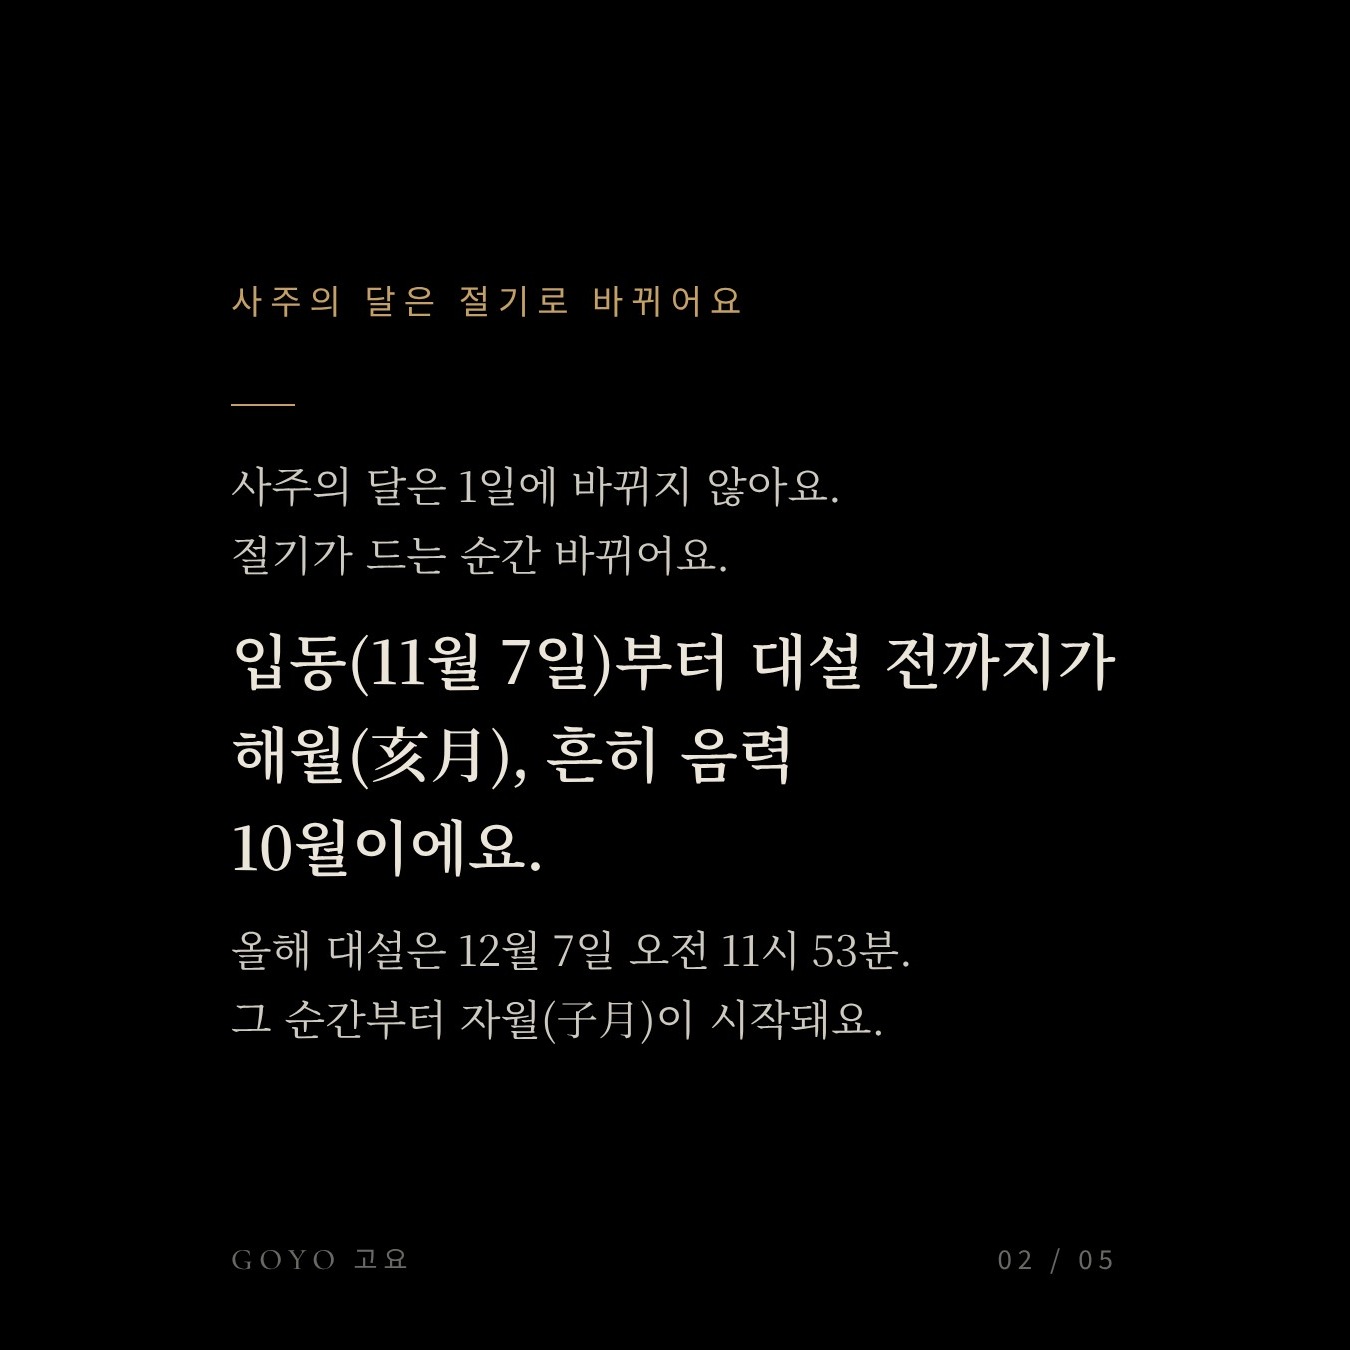 사주의 달은 절기로 바뀌어요
사주의 달은 1일에 바뀌지 않아요.
절기가 드는 순간 바뀌어요.
입동(11월 7일)부터 대설 전까지가
해월(亥月), 흔히 음력
10월이에요.
올해 대설은 12월 7일 오전 11시 53분.
그 순간부터 자월(子月)이 시작돼요.
GOYO 고요
02 / 05